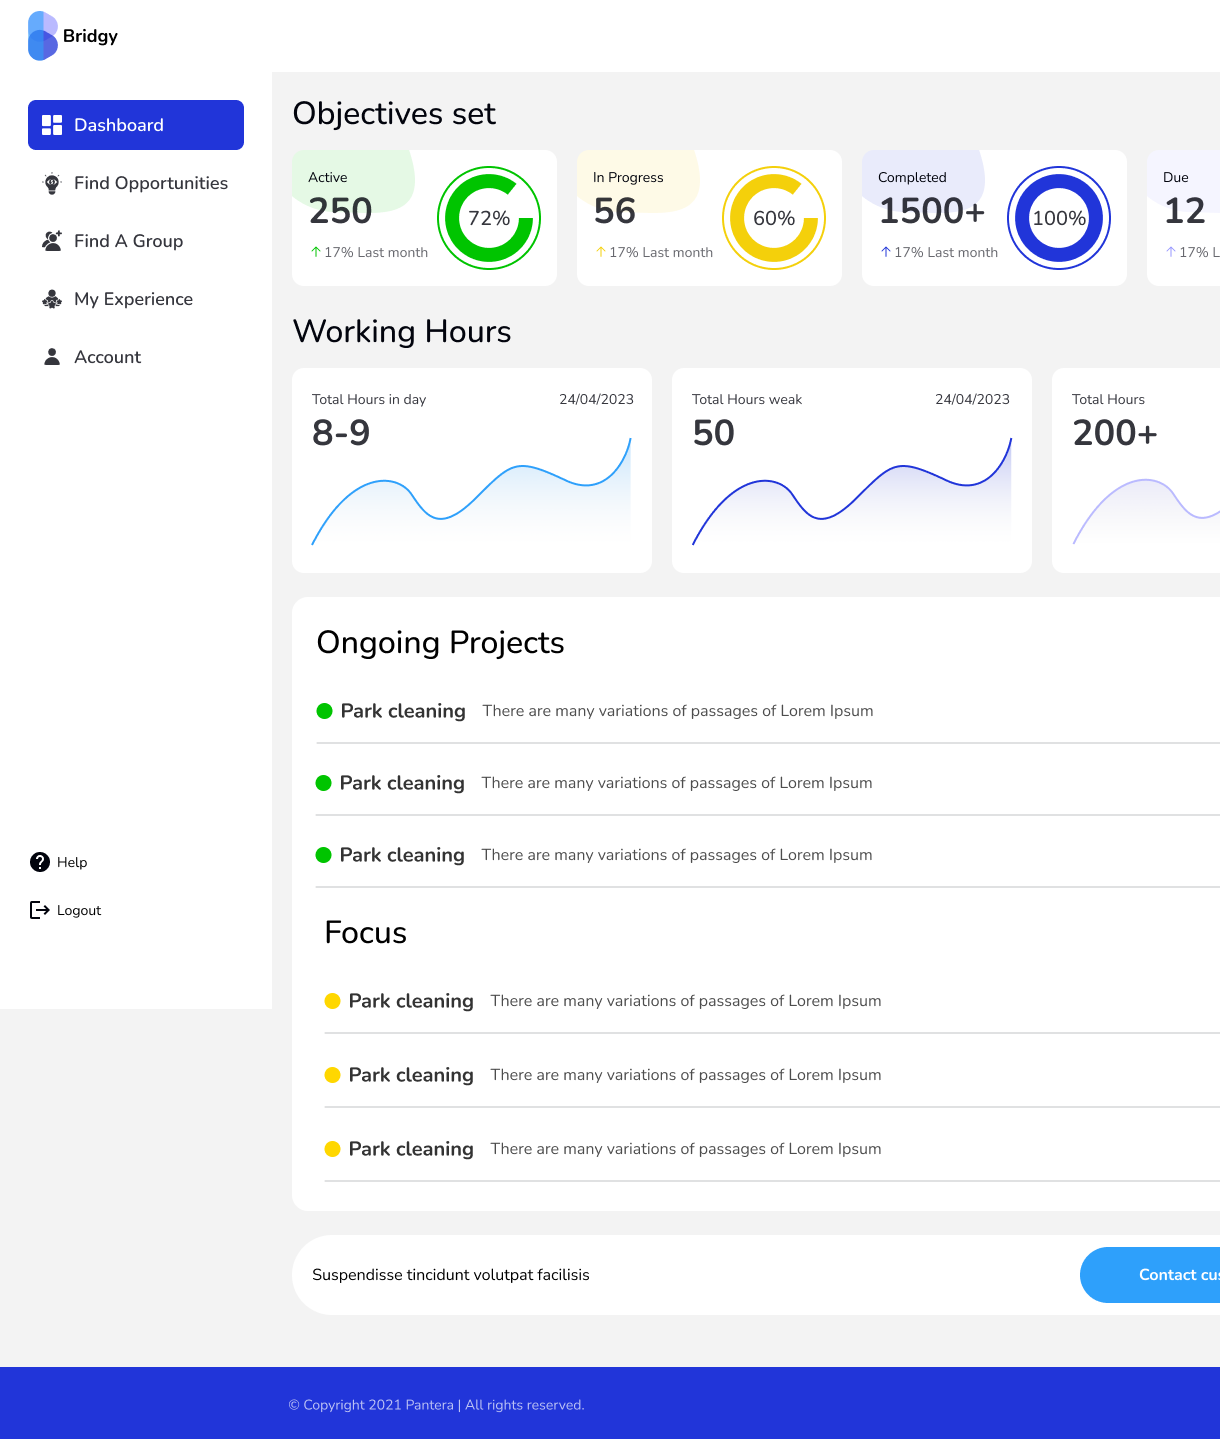 Bridgy
Dashboard
Find Opportunities
Find A Group
My Experience
Account
Help
Logout
Objectives set
Active
250
17% Last month
72%
In Progress
56
17% Last month
60%
Completed
1500+
17% Last month
100%
Due
12
17% L
Working Hours
Total Hours in day
24/04/2023
8-9
Total Hours weak
24/04/2023
50
Total Hours
200+
Ongoing Projects
Park cleaning There are many variations of passages of Lorem Ipsum
Park cleaning There are many variations of passages of Lorem Ipsum
Park cleaning There are many variations of passages of Lorem Ipsum
Focus
Park cleaning There are many variations of passages of Lorem Ipsum
Park cleaning There are many variations of passages of Lorem Ipsum
Park cleaning There are many variations of passages of Lorem Ipsum
Suspendisse tincidunt volutpat facilisis
Contact cus
© Copyright 2021 Pantera | All rights reserved.